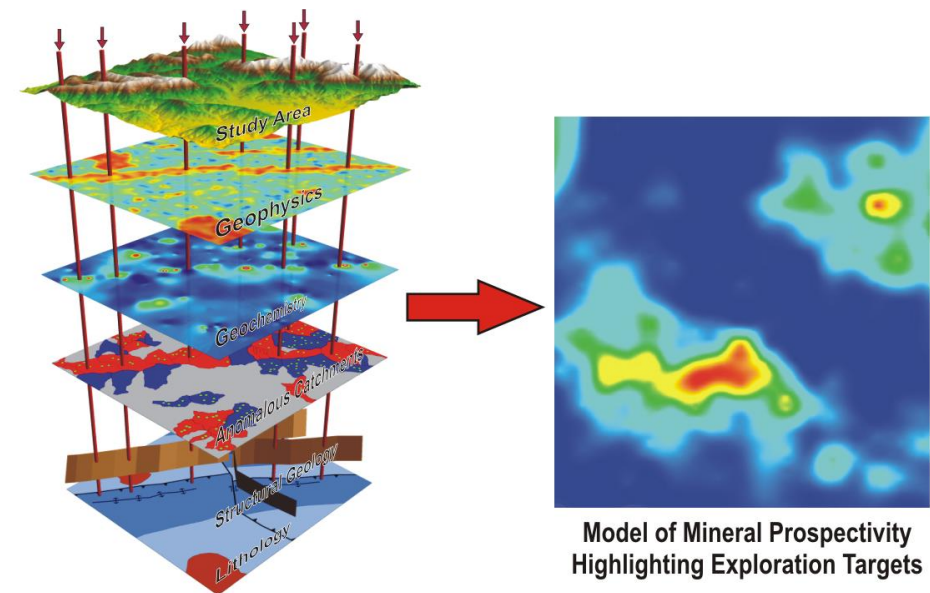 Study Area
Geophysics
Geochemistry
Anomalous Catchments
Structural Geology
Lithology
Model of Mineral Prospectivity
Highlighting Exploration Targets